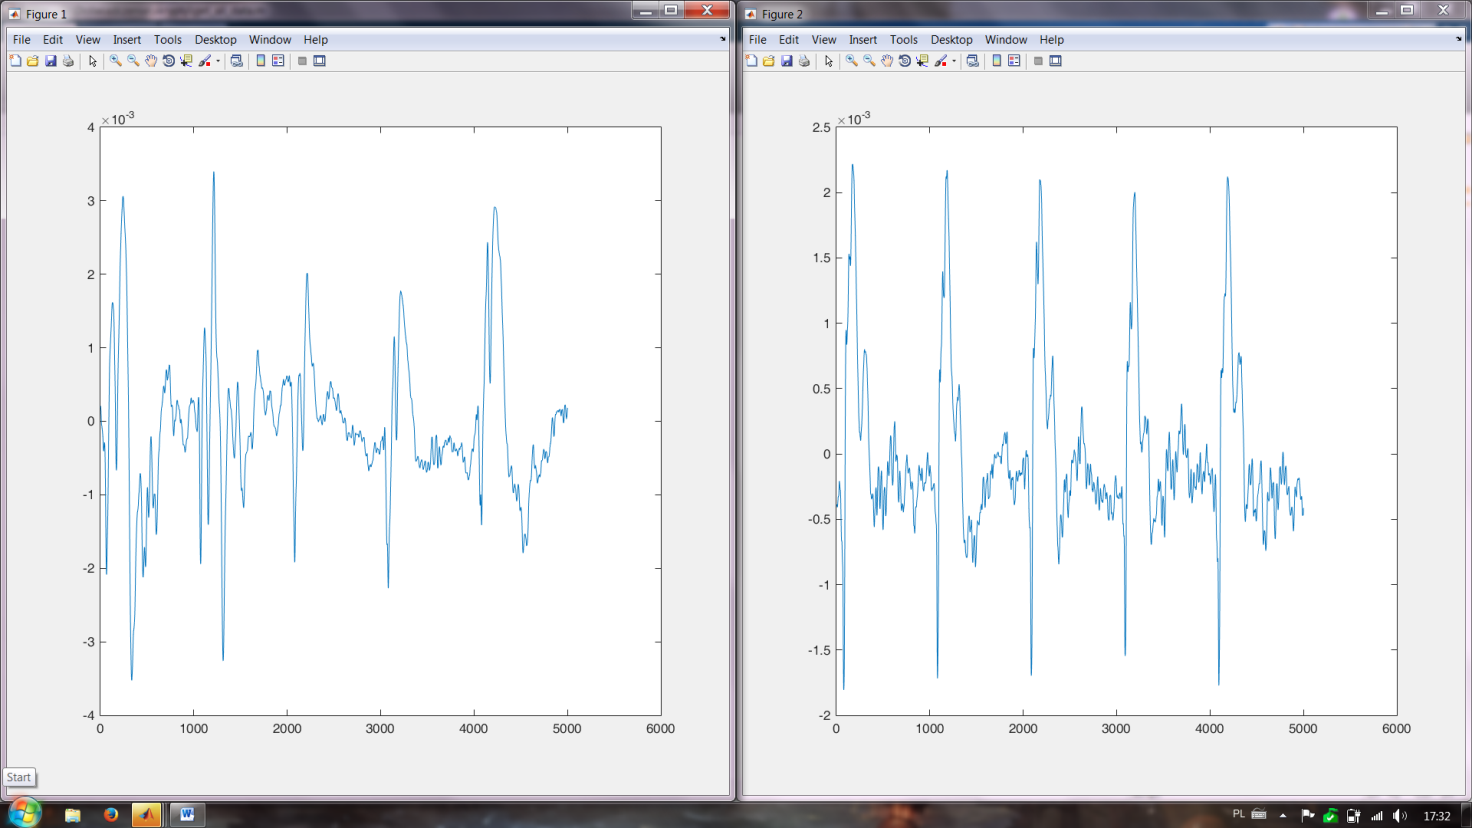 Figure 1
File Edit View Insert Tools Desktop Window Help
×10-3
4
3
2
1
0
-1
-2
-3
-4
0 1000 2000 3000 4000 5000 6000
Figure 2
File Edit View Insert Tools Desktop Window Help
×10-3
2.5
2
1.5
1
0.5
0
-0.5
-1
-1.5
-2
0 1000 2000 3000 4000 5000 6000
Start
PL 17:32